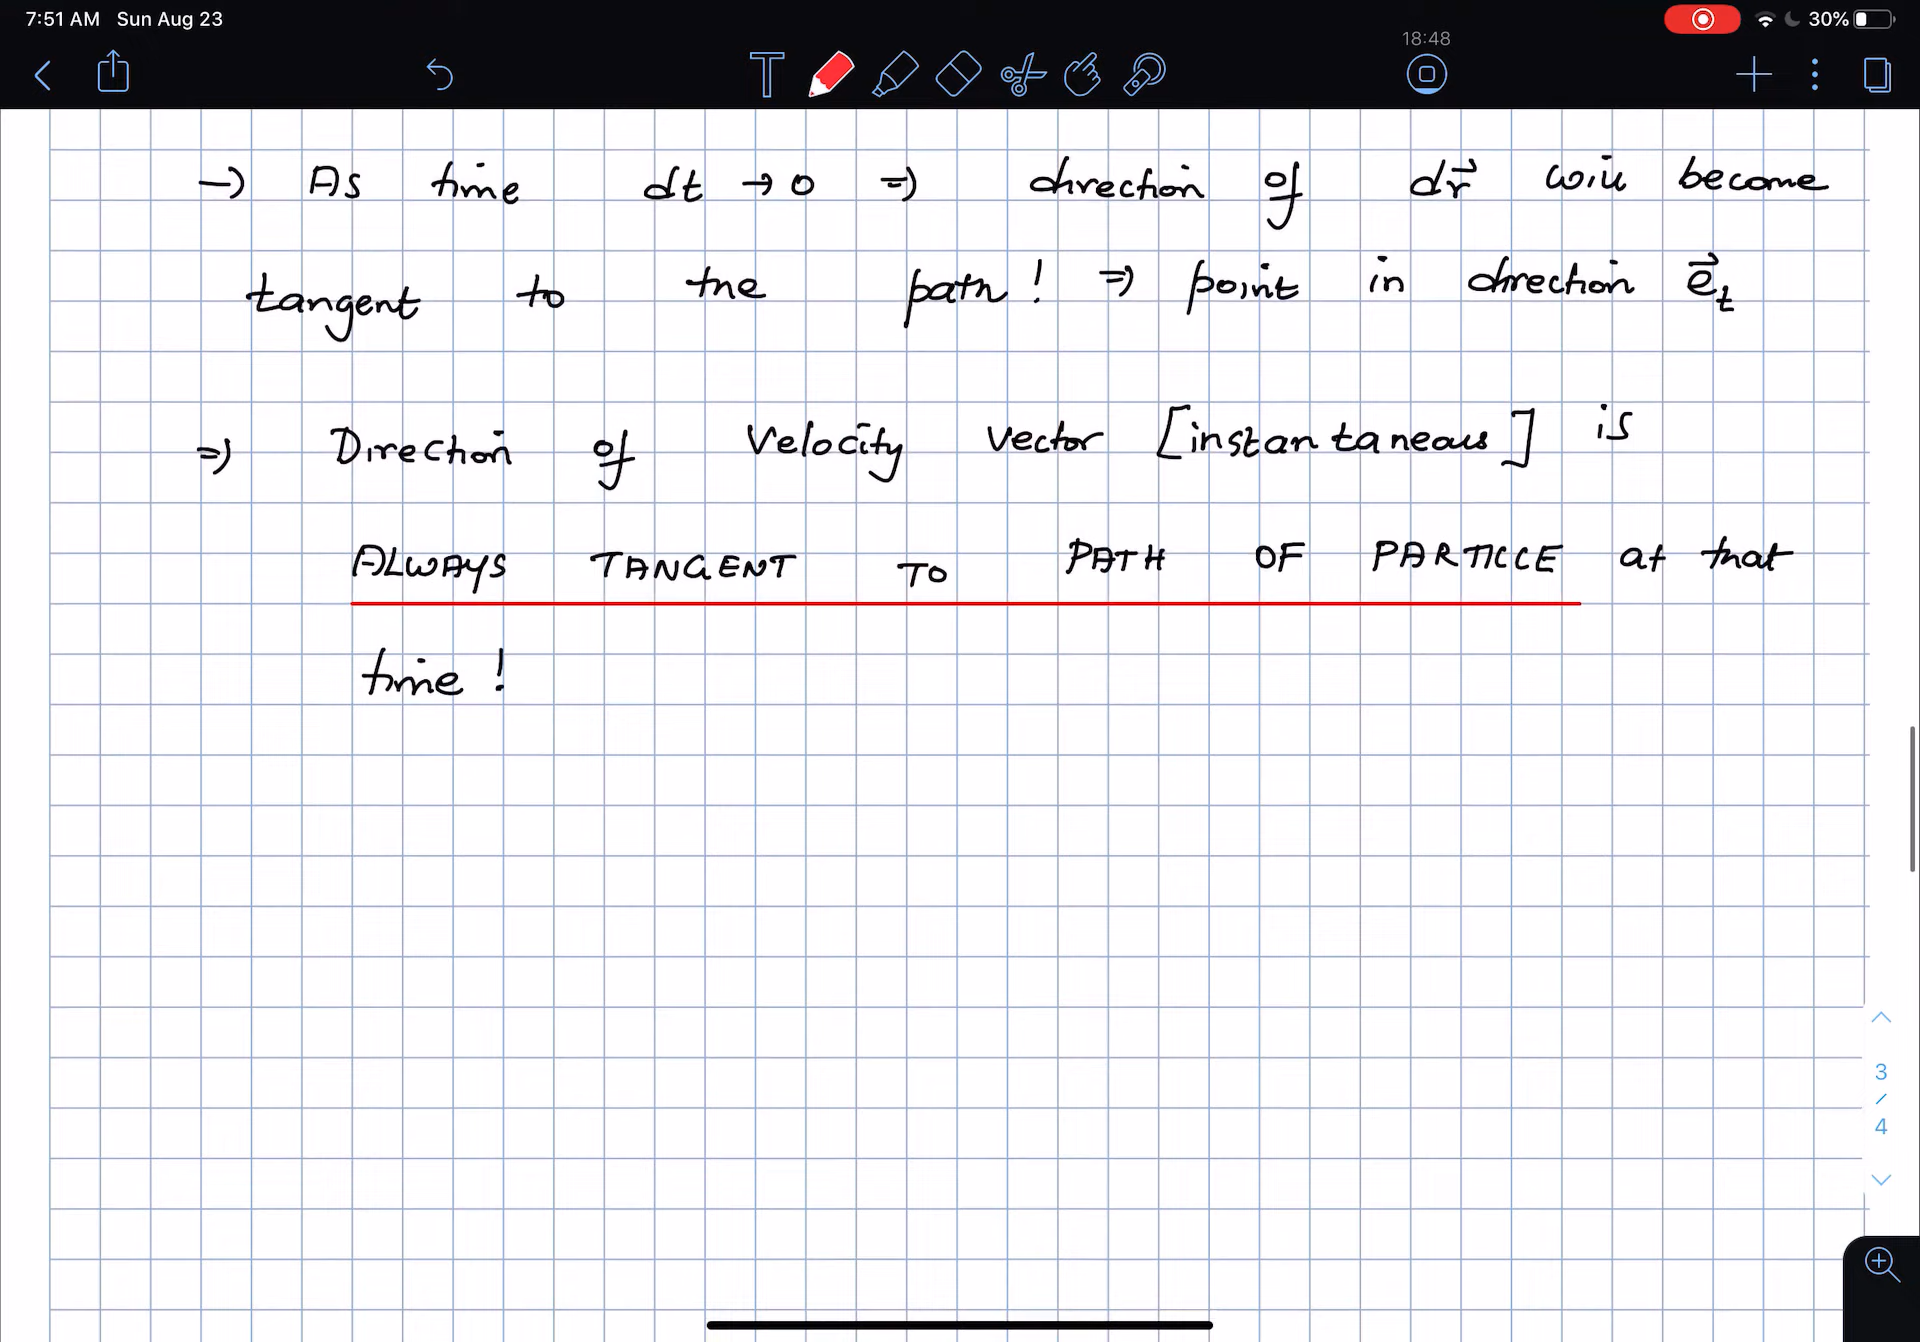 7:51 AM Sun Aug 23
30%
18:48
→ As time dt → 0 ⇒ direction of dr⃗ will become
tangent to the path! ⇒ point in direction e⃗t
⇒ Direction of Velocity vector [instantaneous] is
ALWAYS TANGENT TO PATH OF PARTICLE at that
time!
3
/
4